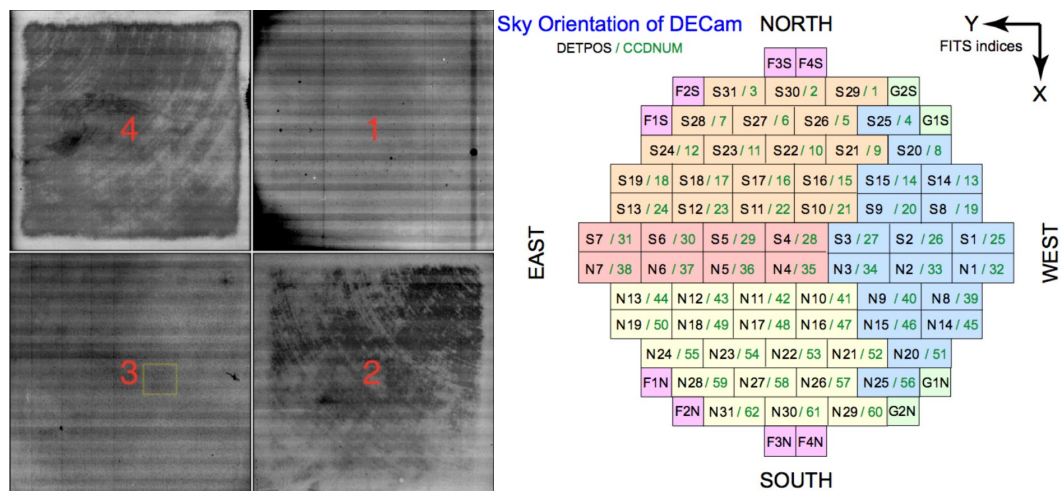 4
1
3
2
Sky Orientation of DECam
NORTH
DETPOS / CCDNUM
Y
FITS indices
X
F3S F4S
F2S S31 / 3 S30 / 2 S29 / 1 G2S
F1S S28 / 7 S27 / 6 S26 / 5 S25 / 4 G1S
S24 / 12 S23 / 11 S22 / 10 S21 / 9 S20 / 8
S19 / 18 S18 / 17 S17 / 16 S16 / 15 S15 / 14 S14 / 13
S13 / 24 S12 / 23 S11 / 22 S10 / 21 S9 / 20 S8 / 19
EAST
S7 / 31 S6 / 30 S5 / 29 S4 / 28 S3 / 27 S2 / 26 S1 / 25
N7 / 38 N6 / 37 N5 / 36 N4 / 35 N3 / 34 N2 / 33 N1 / 32
WEST
N13 / 44 N12 / 43 N11 / 42 N10 / 41 N9 / 40 N8 / 39
N19 / 50 N18 / 49 N17 / 48 N16 / 47 N15 / 46 N14 / 45
N24 / 55 N23 / 54 N22 / 53 N21 / 52 N20 / 51
F1N N28 / 59 N27 / 58 N26 / 57 N25 / 56 G1N
F2N N31 / 62 N30 / 61 N29 / 60 G2N
F3N F4N
SOUTH